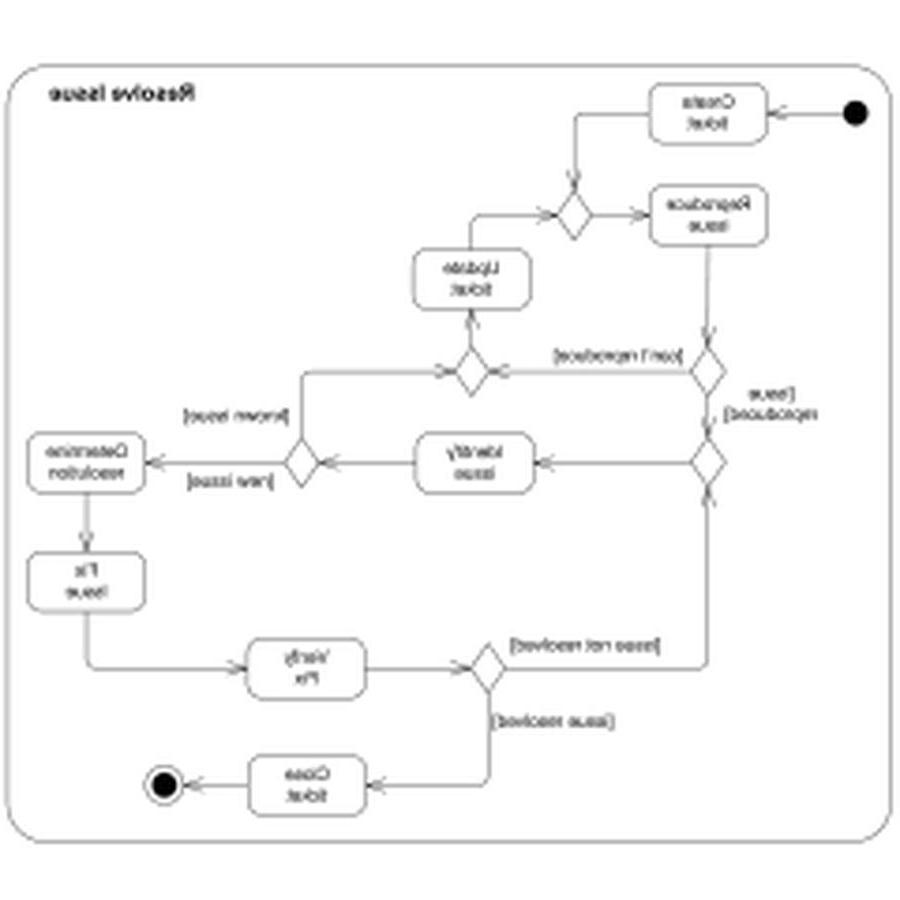 Resolve Issue
Create
ticket
Reproduce
issue
Update
ticket
[can't reproduce]
[issue
reproduced]
[known issue]
Determine
resolution
Identify
issue
[new issue]
Fix
issue
[issue not resolved]
Verify
Fix
[issue resolved]
Close
ticket